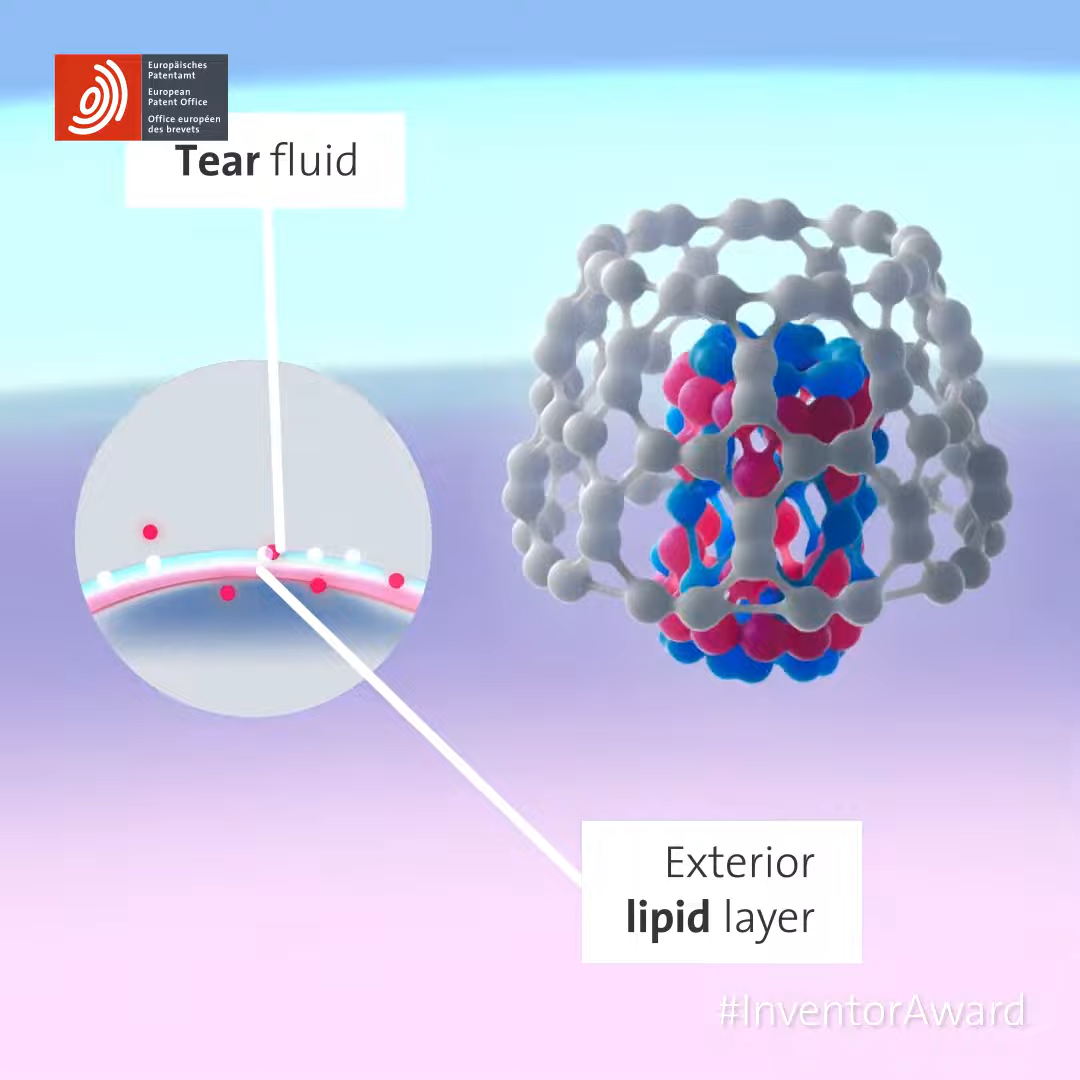 Europäisches
Patentamt
European
Patent Office
Office européen
des brevets
Tear fluid
Exterior
lipid layer
#InventorAward